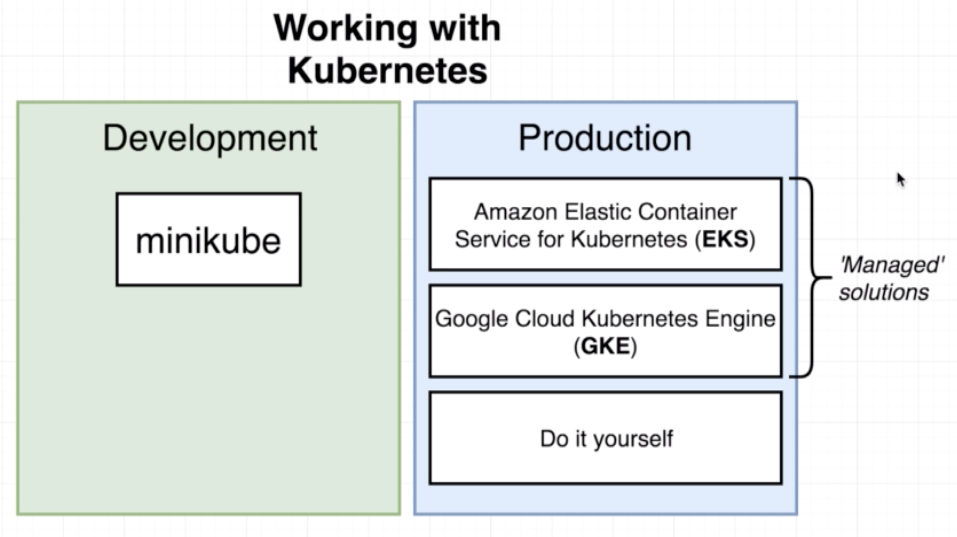 Working with
Kubernetes
Development
minikube
Production
Amazon Elastic Container
Service for Kubernetes (EKS)
Google Cloud Kubernetes Engine
(GKE)
Do it yourself
'Managed'
solutions